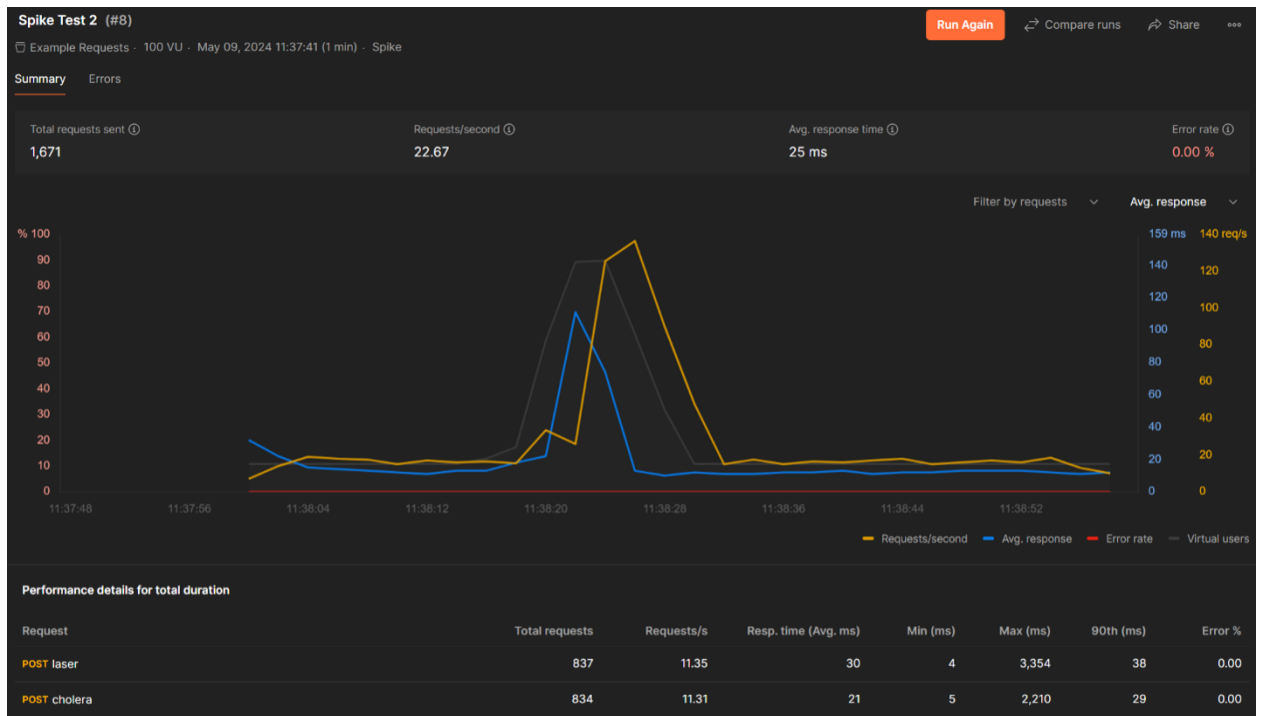 Spike Test 2 (#8)
Run Again
Compare runs
Share
Example Requests · 100 VU · May 09, 2024 11:37:41 (1 min) · Spike
Summary Errors
Total requests sent Requests/second Avg. response time Error rate
1,671 22.67 25 ms 0.00 %
Filter by requests Avg. response
% 100 159 ms 140 req/s
90
140
120
80
120
70
100
100
60
80
50
80
60
40
60
30
40
40
20
20
20
10
0 0 0
11:37:48 11:37:56 11:38:04 11:38:12 11:38:20 11:38:28 11:38:36 11:38:44 11:38:52
Requests/second Avg. response Error rate Virtual users
Performance details for total duration
Request Total requests Requests/s Resp. time (Avg. ms) Min (ms) Max (ms) 90th (ms) Error %
POST laser 837 11.35 30 4 3,354 38 0.00
POST cholera 834 11.31 21 5 2,210 29 0.00